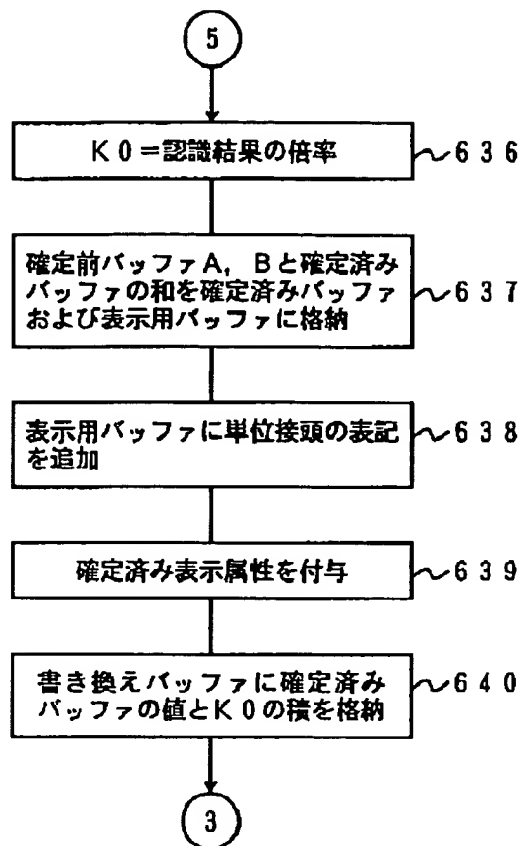 5
K0＝認識結果の倍率
636
確定前バッファA，Bと確定済み
バッファの和を確定済みバッファ
および表示用バッファに格納
637
表示用バッファに単位接頭の表記
を追加
638
確定済み表示属性を付与
639
書き換えバッファに確定済み
バッファの値とK0の積を格納
640
3